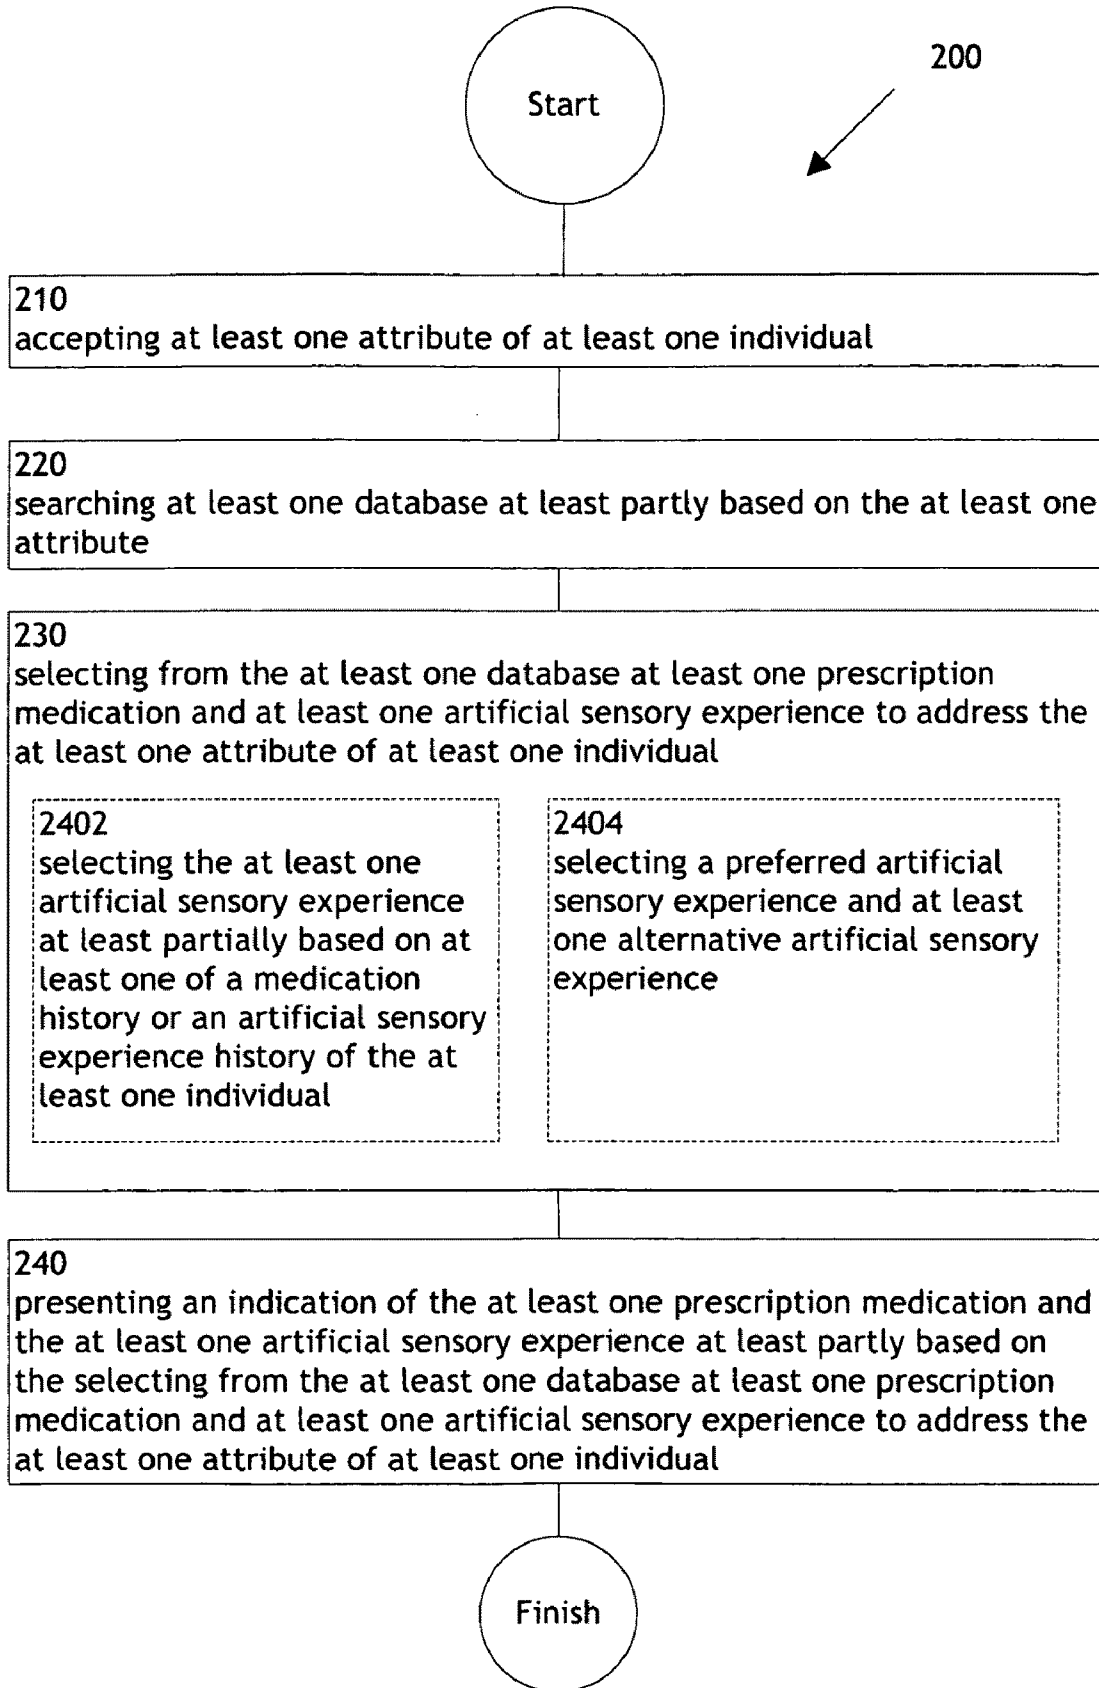 200
Start
210
accepting at least one attribute of at least one individual
220
searching at least one database at least partly based on the at least one
attribute
230
selecting from the at least one database at least one prescription
medication and at least one artificial sensory experience to address the
at least one attribute of at least one individual
2402
selecting the at least one
artificial sensory experience
at least partially based on at
least one of a medication
history or an artificial sensory
experience history of the at
least one individual
2404
selecting a preferred artificial
sensory experience and at least
one alternative artificial sensory
experience
240
presenting an indication of the at least one prescription medication and
the at least one artificial sensory experience at least partly based on
the selecting from the at least one database at least one prescription
medication and at least one artificial sensory experience to address the
at least one attribute of at least one individual
Finish